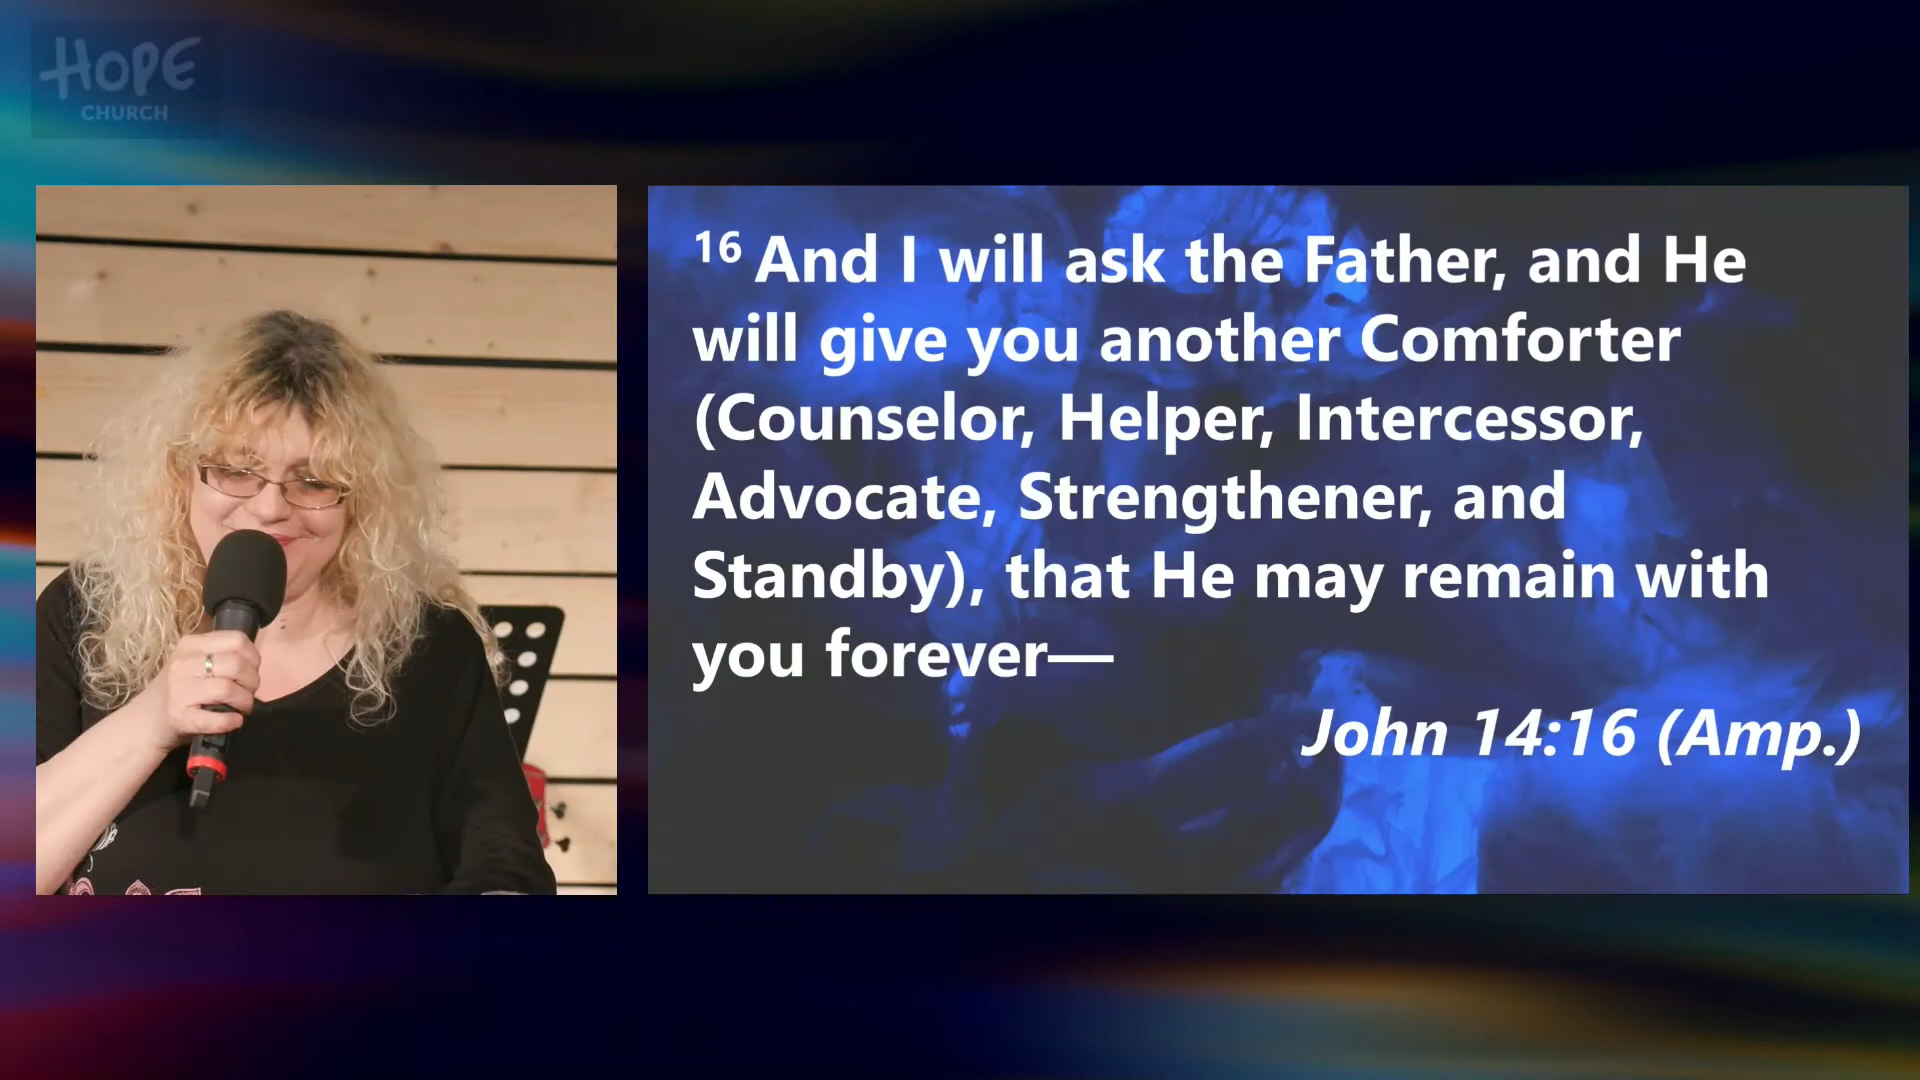 HOPE
CHURCH
16 And I will ask the Father, and He
will give you another Comforter
(Counselor, Helper, Intercessor,
Advocate, Strengthener, and
Standby), that He may remain with
you forever—
John 14:16 (Amp.)